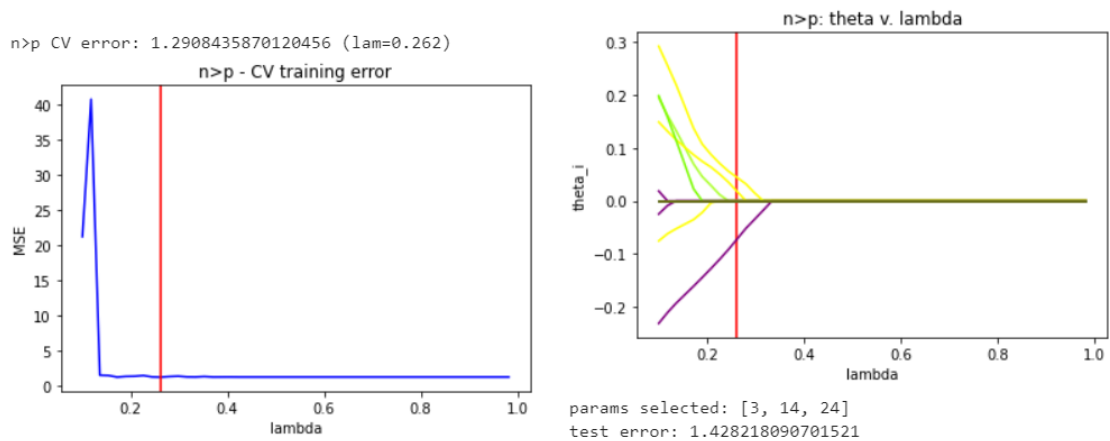 n>p CV error: 1.2908435870120456 (lam=0.262)
n>p - CV training error
MSE
40
35
30
25
20
15
10
5
0
0.2
0.4
0.6
0.8
1.0
lambda
n>p: theta v. lambda
theta_i
0.3
0.2
0.1
0.0
−0.1
−0.2
0.2
0.4
0.6
0.8
1.0
lambda
params selected: [3, 14, 24]
test error: 1.428218090701521